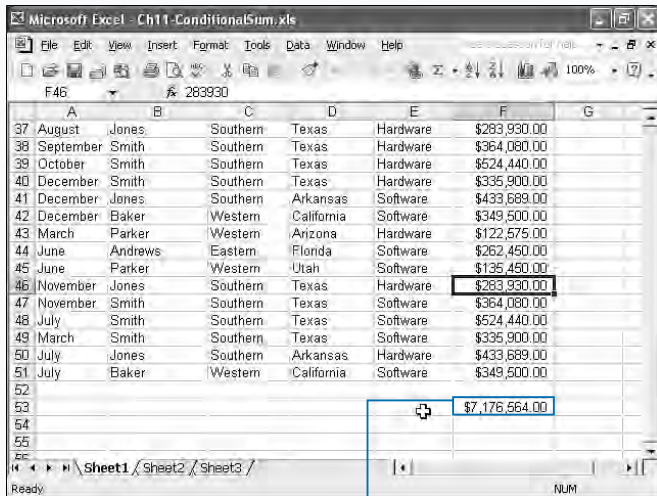 Microsoft Excel - Ch11-ConditionalSum.xls
File Edit View Insert Format Tools Data Window Help
Σ 100%
F46 fx 283930
A B C D E F G
37 August Jones Southern Texas Hardware $283,930.00
38 September Smith Southern Texas Hardware $364,080.00
39 October Smith Southern Texas Hardware $524,440.00
40 December Smith Southern Texas Hardware $335,900.00
41 December Jones Southern Arkansas Software $433,689.00
42 December Baker Western California Software $349,500.00
43 March Parker Western Arizona Hardware $122,575.00
44 June Andrews Eastern Florida Software $262,450.00
45 June Parker Western Utah Software $135,450.00
46 November Jones Southern Texas Hardware $283,930.00
47 November Smith Southern Texas Software $364,080.00
48 July Smith Southern Texas Software $524,440.00
49 March Smith Southern Texas Software $335,900.00
50 July Jones Southern Arkansas Hardware $433,689.00
51 July Baker Western California Software $349,500.00
52
53 $7,176,564.00
54
55
Sheet1 / Sheet2 / Sheet3 /
Ready NUM